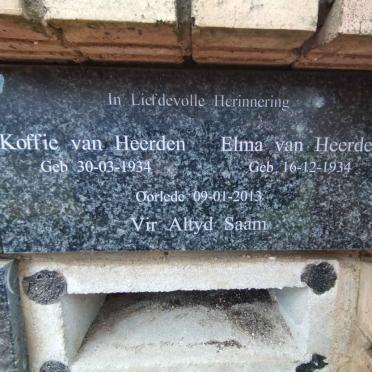 In Liefdevolle Herinnering
Koffie van Heerden Elma van Heerde
Geb 30-03-1934 Geb 16-12-1934
Oorlede 09-01-2013
Vir Altyd Saam